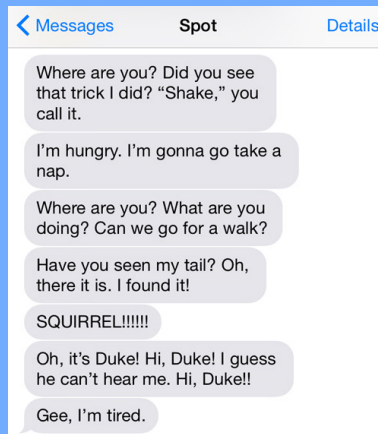 Messages Spot Details
Where are you? Did you see
that trick I did? “Shake,” you
call it.
I’m hungry. I’m gonna go take a
nap.
Where are you? What are you
doing? Can we go for a walk?
Have you seen my tail? Oh,
there it is. I found it!
SQUIRREL!!!!!!
Oh, it’s Duke! Hi, Duke! I guess
he can’t hear me. Hi, Duke!!
Gee, I’m tired.